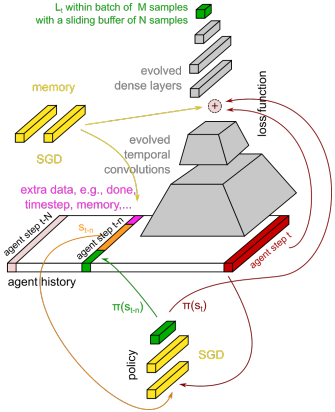 Lt within batch of M samples
with a sliding buffer of N samples
memory
evolved
dense layers
loss/function
SGD
evolved
temporal
convolutions
extra data, e.g., done,
timestep, memory,...
agent step t-N
st-n
agent step t-n
agent step t
agent history
π(st-n)
π(st)
policy
SGD